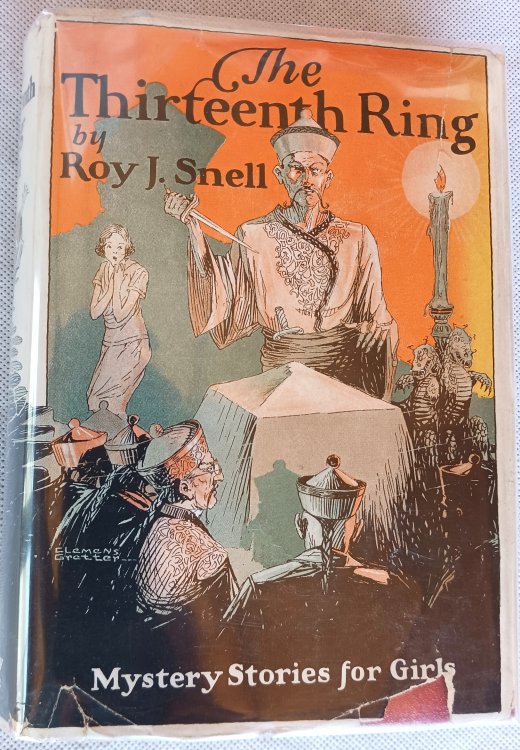 The
Thirteenth Ring
by
Roy J. Snell
Clemens
Gretter
Mystery Stories for Girls